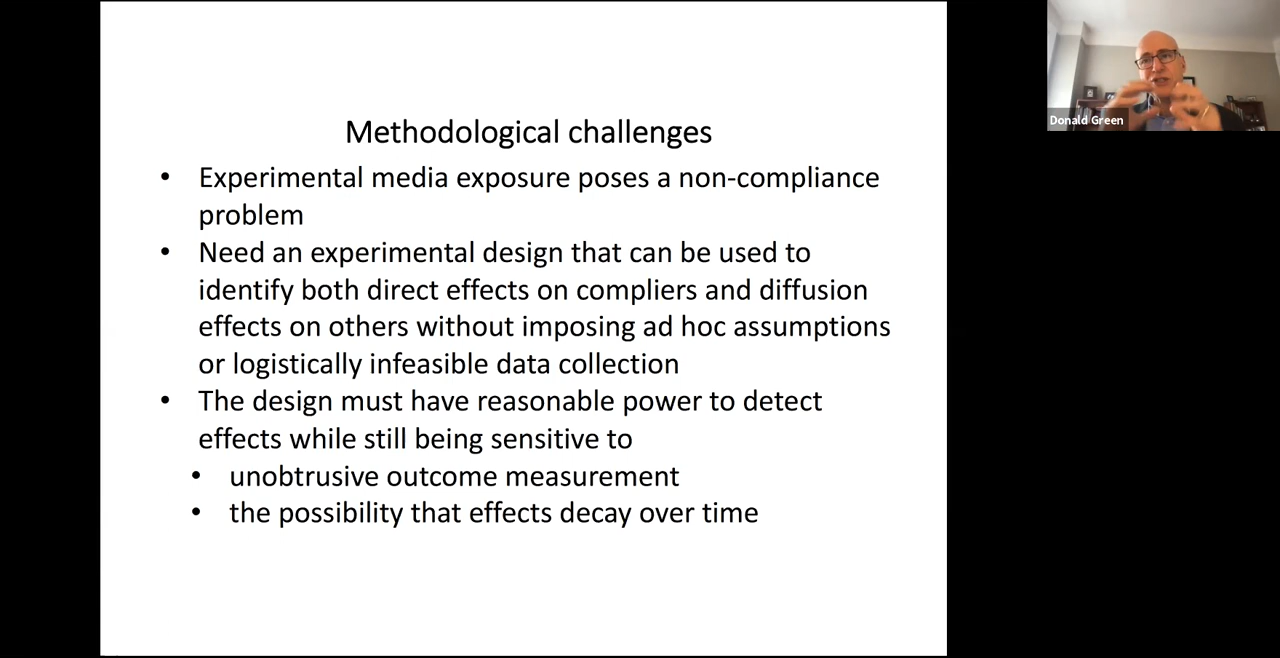 Methodological challenges
• Experimental media exposure poses a non-compliance
problem
• Need an experimental design that can be used to
identify both direct effects on compliers and diffusion
effects on others without imposing ad hoc assumptions
or logistically infeasible data collection
• The design must have reasonable power to detect
effects while still being sensitive to
• unobtrusive outcome measurement
• the possibility that effects decay over time
Donald Green